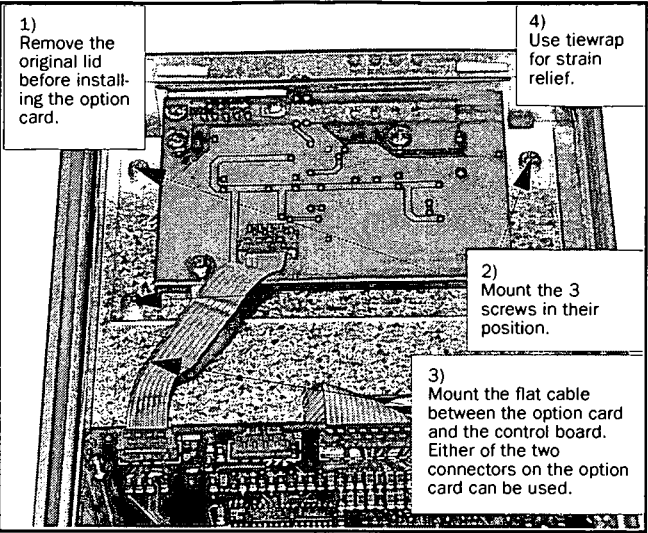 1)
Remove the
original lid
before install-
ing the option
card.
4)
Use tiewrap
for strain
relief.
2)
Mount the 3
screws in their
position.
3)
Mount the flat cable
between the option card
and the control board.
Either of the two
connectors on the option
card can be used.